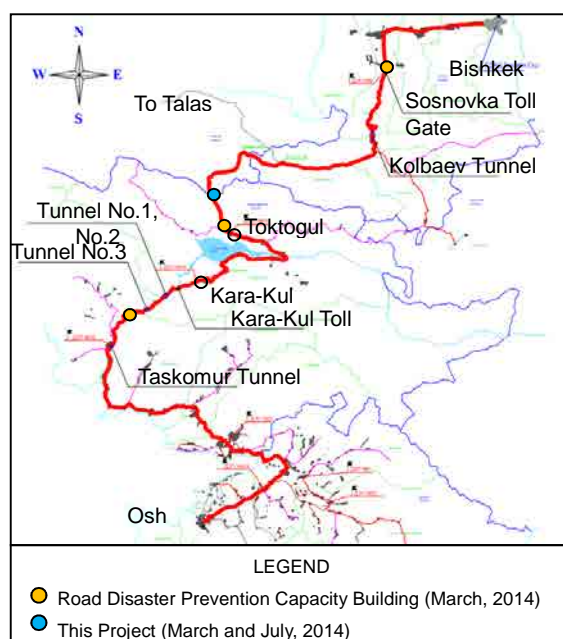 N
W E
S
Bishkek
To Talas
Sosnovka Toll
Gate
Kolbaev Tunnel
Tunnel No.1,
No.2
Toktogul
Tunnel No.3
Kara-Kul
Kara-Kul Toll
Taskomur Tunnel
Osh
LEGEND
Road Disaster Prevention Capacity Building (March, 2014)
This Project (March and July, 2014)